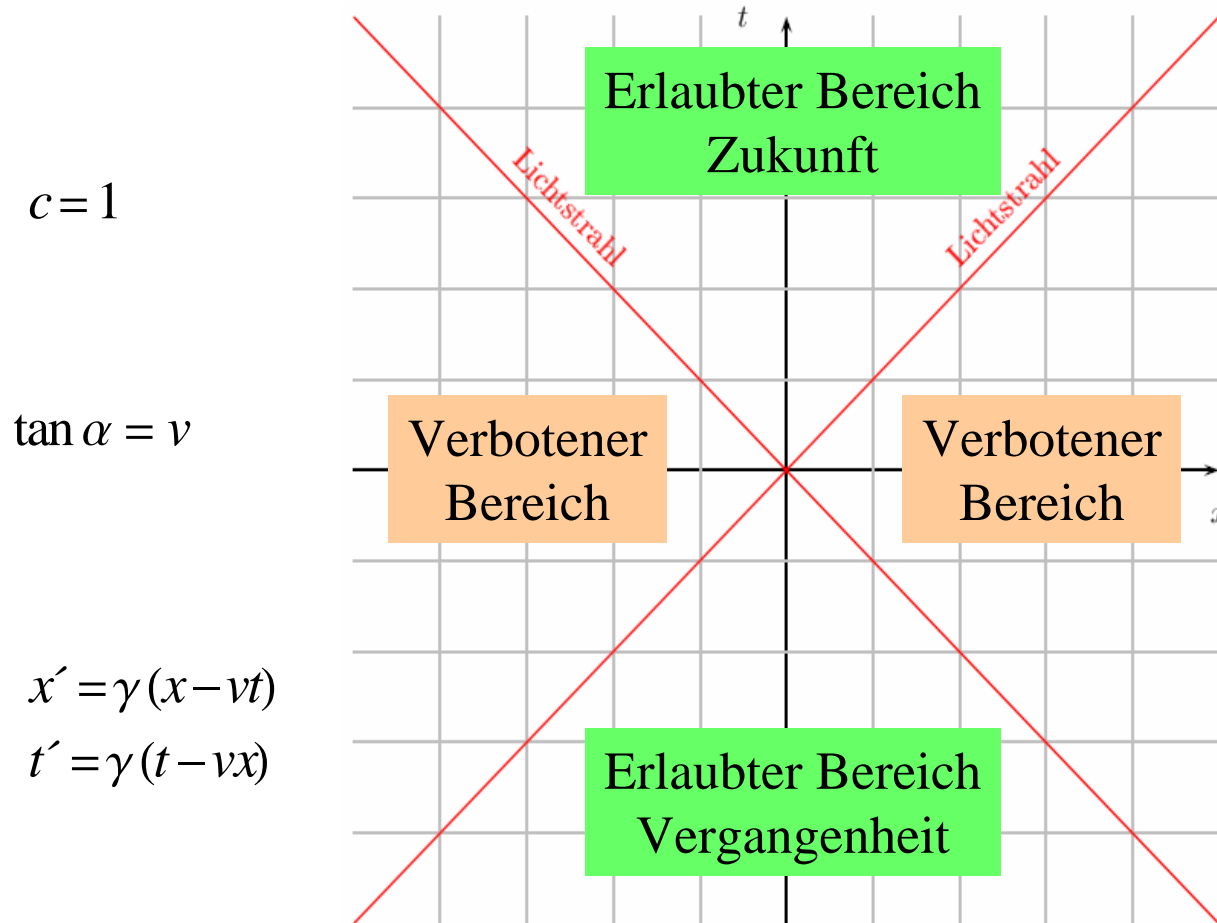 t
Erlaubter Bereich
Zukunft
Lichtstrahl
Lichtstrahl
c = 1
tan α = v
Verbotener
Bereich
Verbotener
Bereich
x´ = γ (x − vt)
t´ = γ (t − vx)
Erlaubter Bereich
Vergangenheit